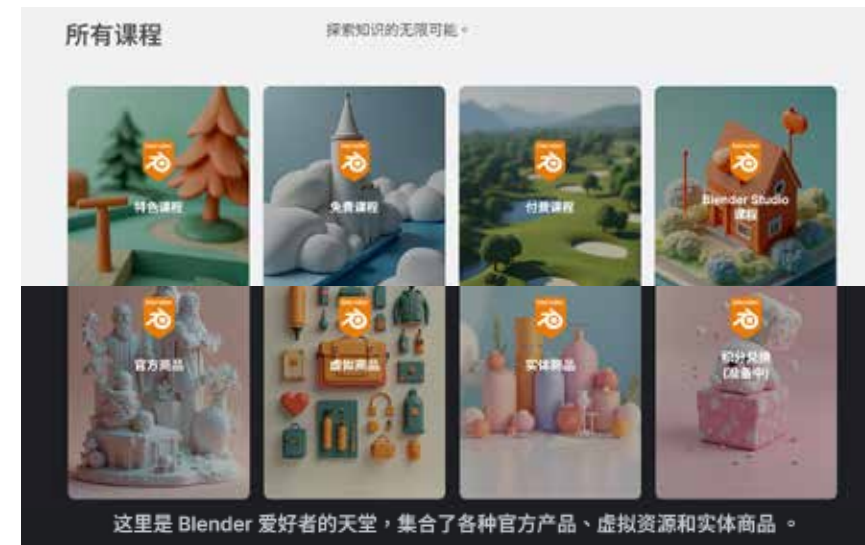 所有课程
探索知识的无限可能。
特色课程
免费课程
付费课程
Blender Studio
课程
官方商品
虚拟商品
实体商品
积分兑换
(准备中)
这里是 Blender 爱好者的天堂，集合了各种官方产品、虚拟资源和实体商品 。